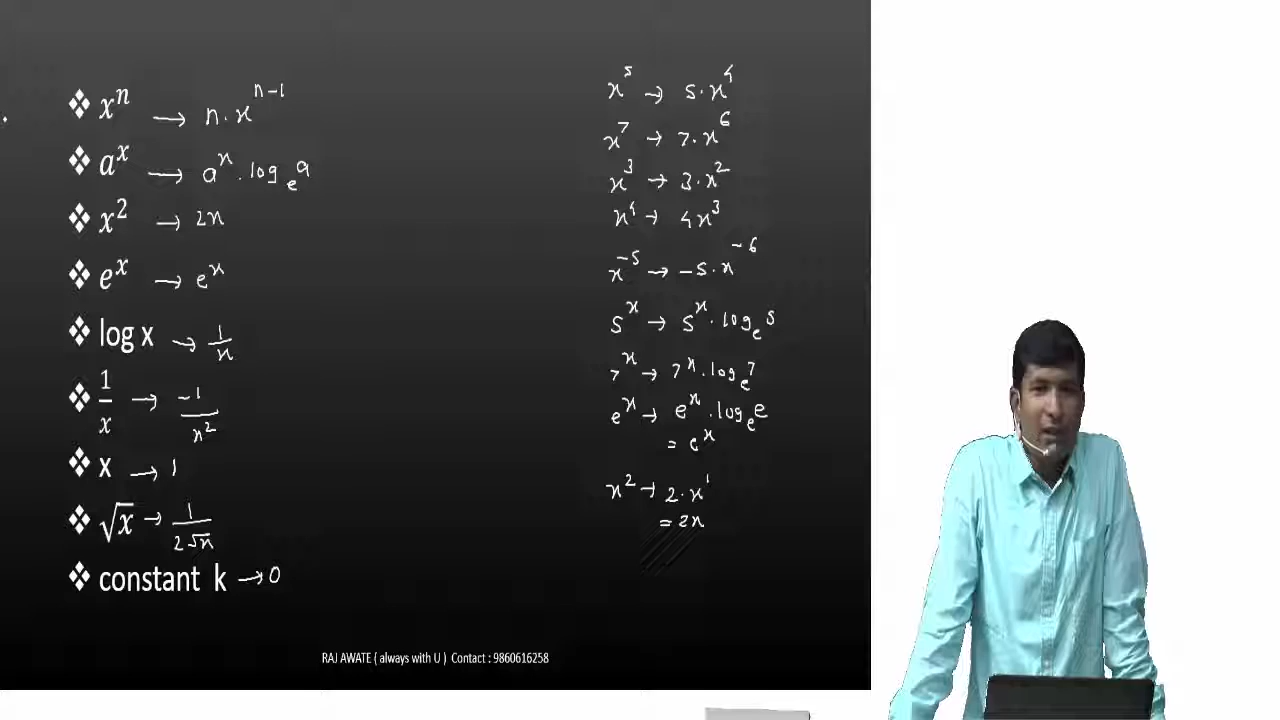 ❖ xⁿ → n·xⁿ⁻¹
❖ aˣ → aˣ·logₑa
❖ x² → 2x
❖ eˣ → eˣ
❖ log x → 1/x
❖ 1/x → -1/x²
❖ x → 1
❖ √x → 1/2√x
❖ constant k → 0
x⁵ → 5·x⁴
x⁷ → 7·x⁶
x³ → 3·x²
x⁴ → 4x³
x⁻⁵ → -5·x⁻⁶
5ˣ → 5ˣ·logₑ5
7ˣ → 7ˣ·logₑ7
eˣ → eˣ·logₑe
= eˣ
x² → 2·x¹
= 2x
RAJ AWATE ( always with U ) Contact : 9860616258